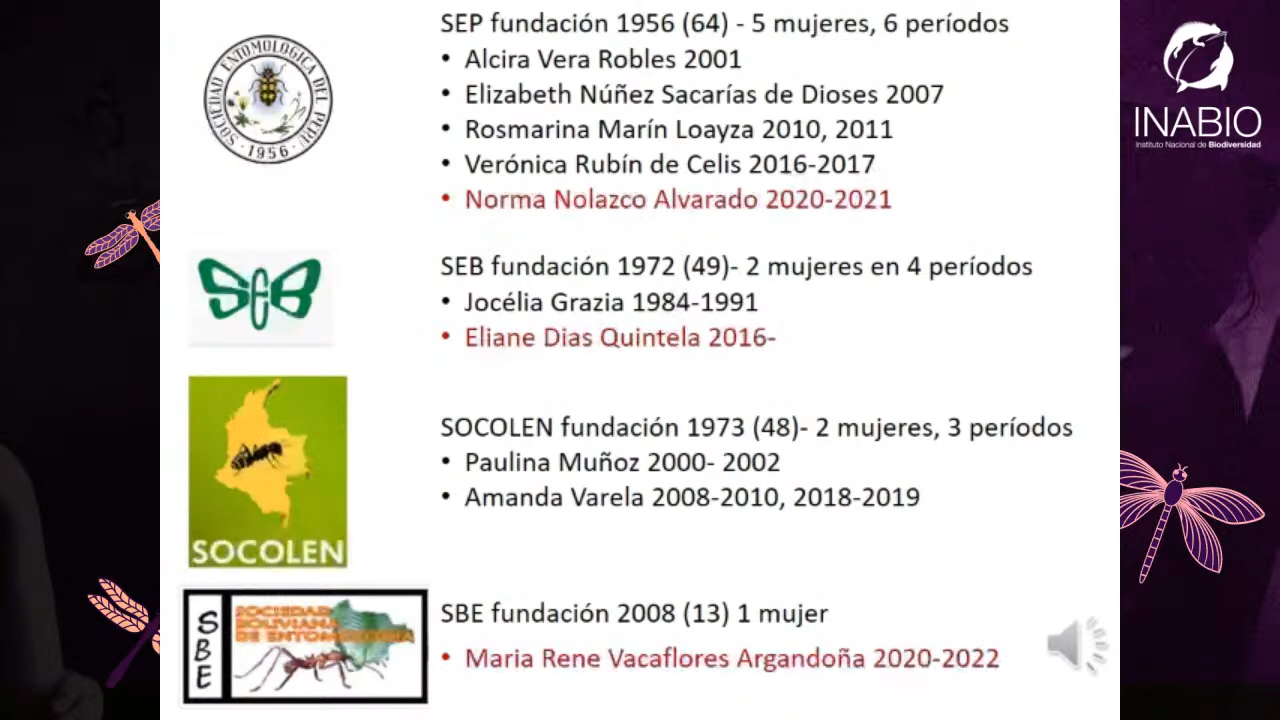 SEP fundación 1956 (64) - 5 mujeres, 6 períodos
• Alcira Vera Robles 2001
• Elizabeth Núñez Sacarías de Dioses 2007
• Rosmarina Marín Loayza 2010, 2011
• Verónica Rubín de Celis 2016-2017
• Norma Nolazco Alvarado 2020-2021
SOCIEDAD ENTOMOLOGICA DEL PERU
· 1956 ·
INABIO
Instituto Nacional de Biodiversidad
SEB
SEB fundación 1972 (49)- 2 mujeres en 4 períodos
• Jocélia Grazia 1984-1991
• Eliane Dias Quintela 2016-
SOCOLEN
SOCOLEN fundación 1973 (48)- 2 mujeres, 3 períodos
• Paulina Muñoz 2000- 2002
• Amanda Varela 2008-2010, 2018-2019
SBE
SOCIEDAD
BOLIVIANA
DE ENTOMOLOGIA
SBE fundación 2008 (13) 1 mujer
• Maria Rene Vacaflores Argandoña 2020-2022